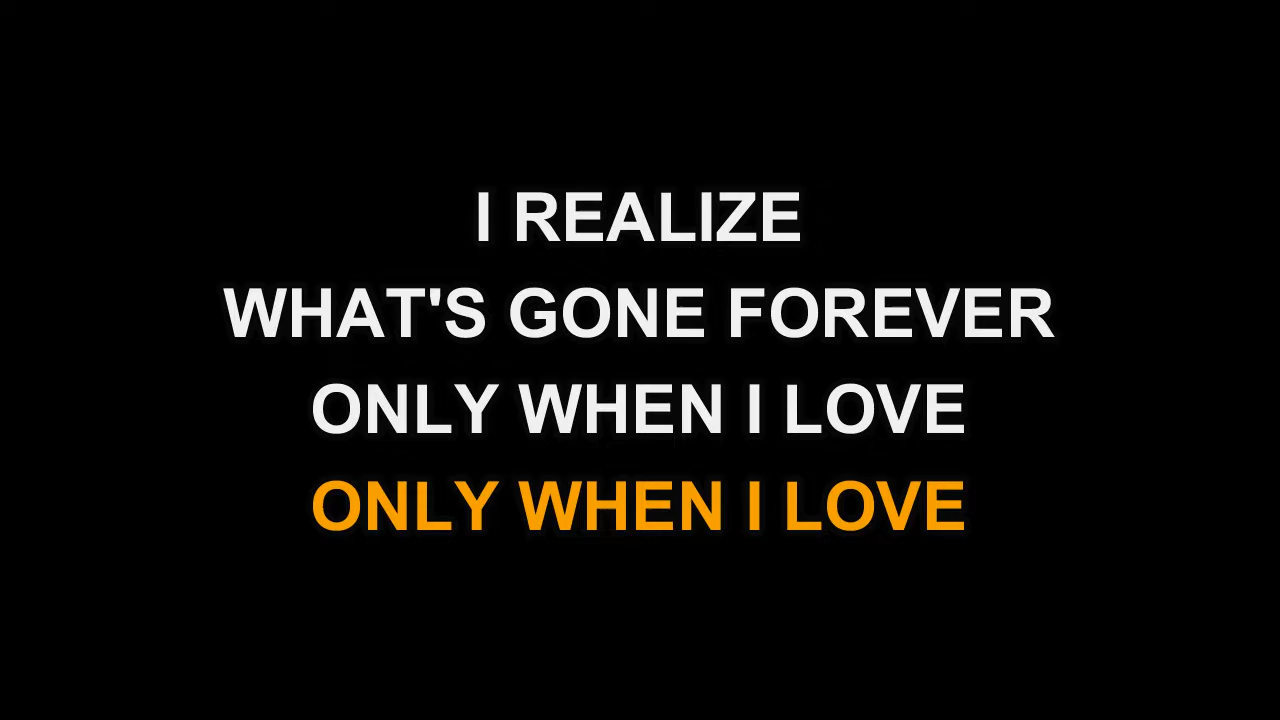 I REALIZE
WHAT'S GONE FOREVER
ONLY WHEN I LOVE
ONLY WHEN I LOVE